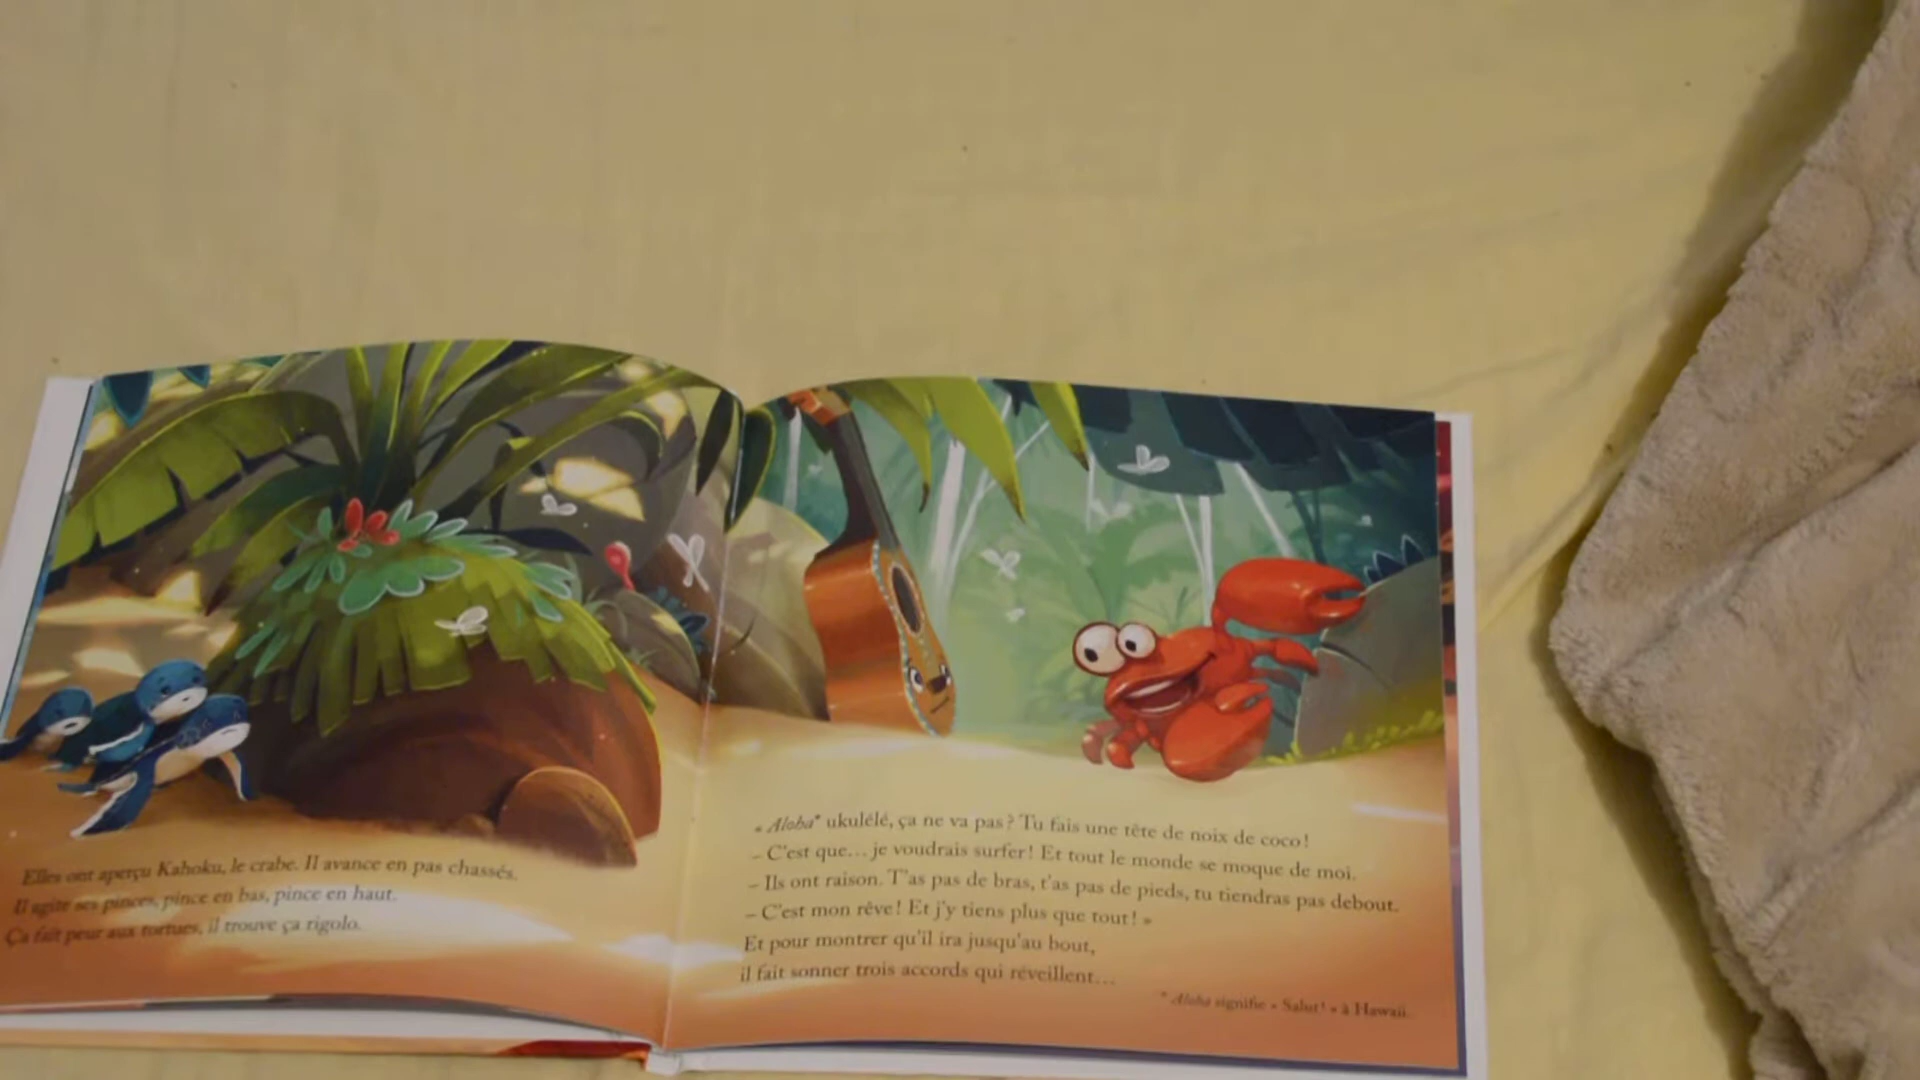 Elles ont aperçu Kahoku, le crabe. Il avance en pas chassés.
Il agite ses pinces, pince en bas, pince en haut.
Ça fait peur aux tortues, il trouve ça rigolo.
« Aloha* ukulélé, ça ne va pas ? Tu fais une tête de noix de coco !
– C'est que… je voudrais surfer ! Et tout le monde se moque de moi.
– Ils ont raison. T'as pas de bras, t'as pas de pieds, tu tiendras pas debout.
– C'est mon rêve ! Et j'y tiens plus que tout ! »
Et pour montrer qu'il ira jusqu'au bout,
il fait sonner trois accords qui réveillent…
* Aloha signifie « Salut ! » à Hawaii.